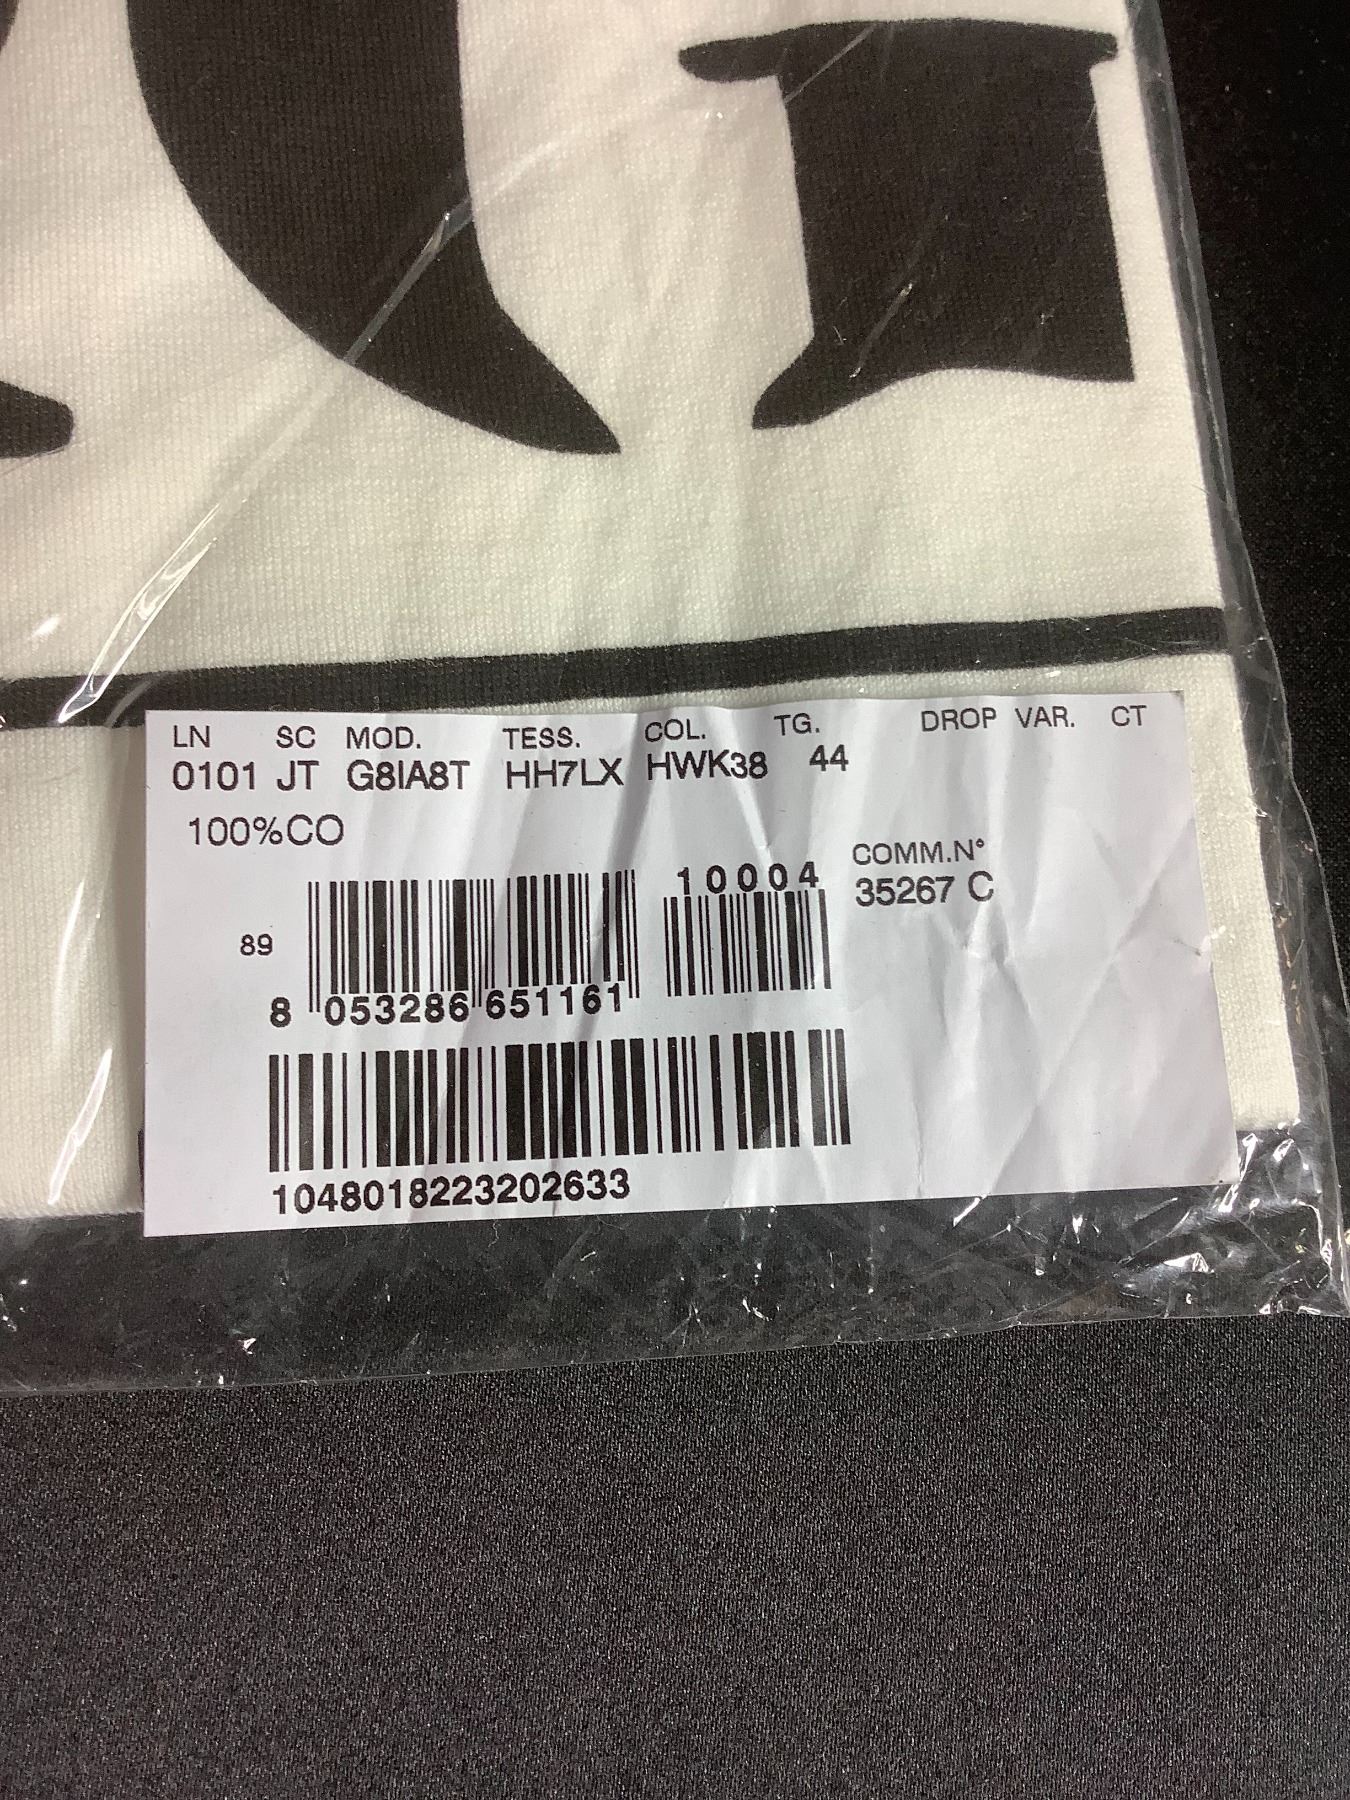 LN SC MOD. TESS. COL. TG. DROP VAR. CT
0101 JT G8IA8T HH7LX HWK38 44
100%CO
COMM.N°
35267 C
10004
89
8 053286 651161
1048018223202633